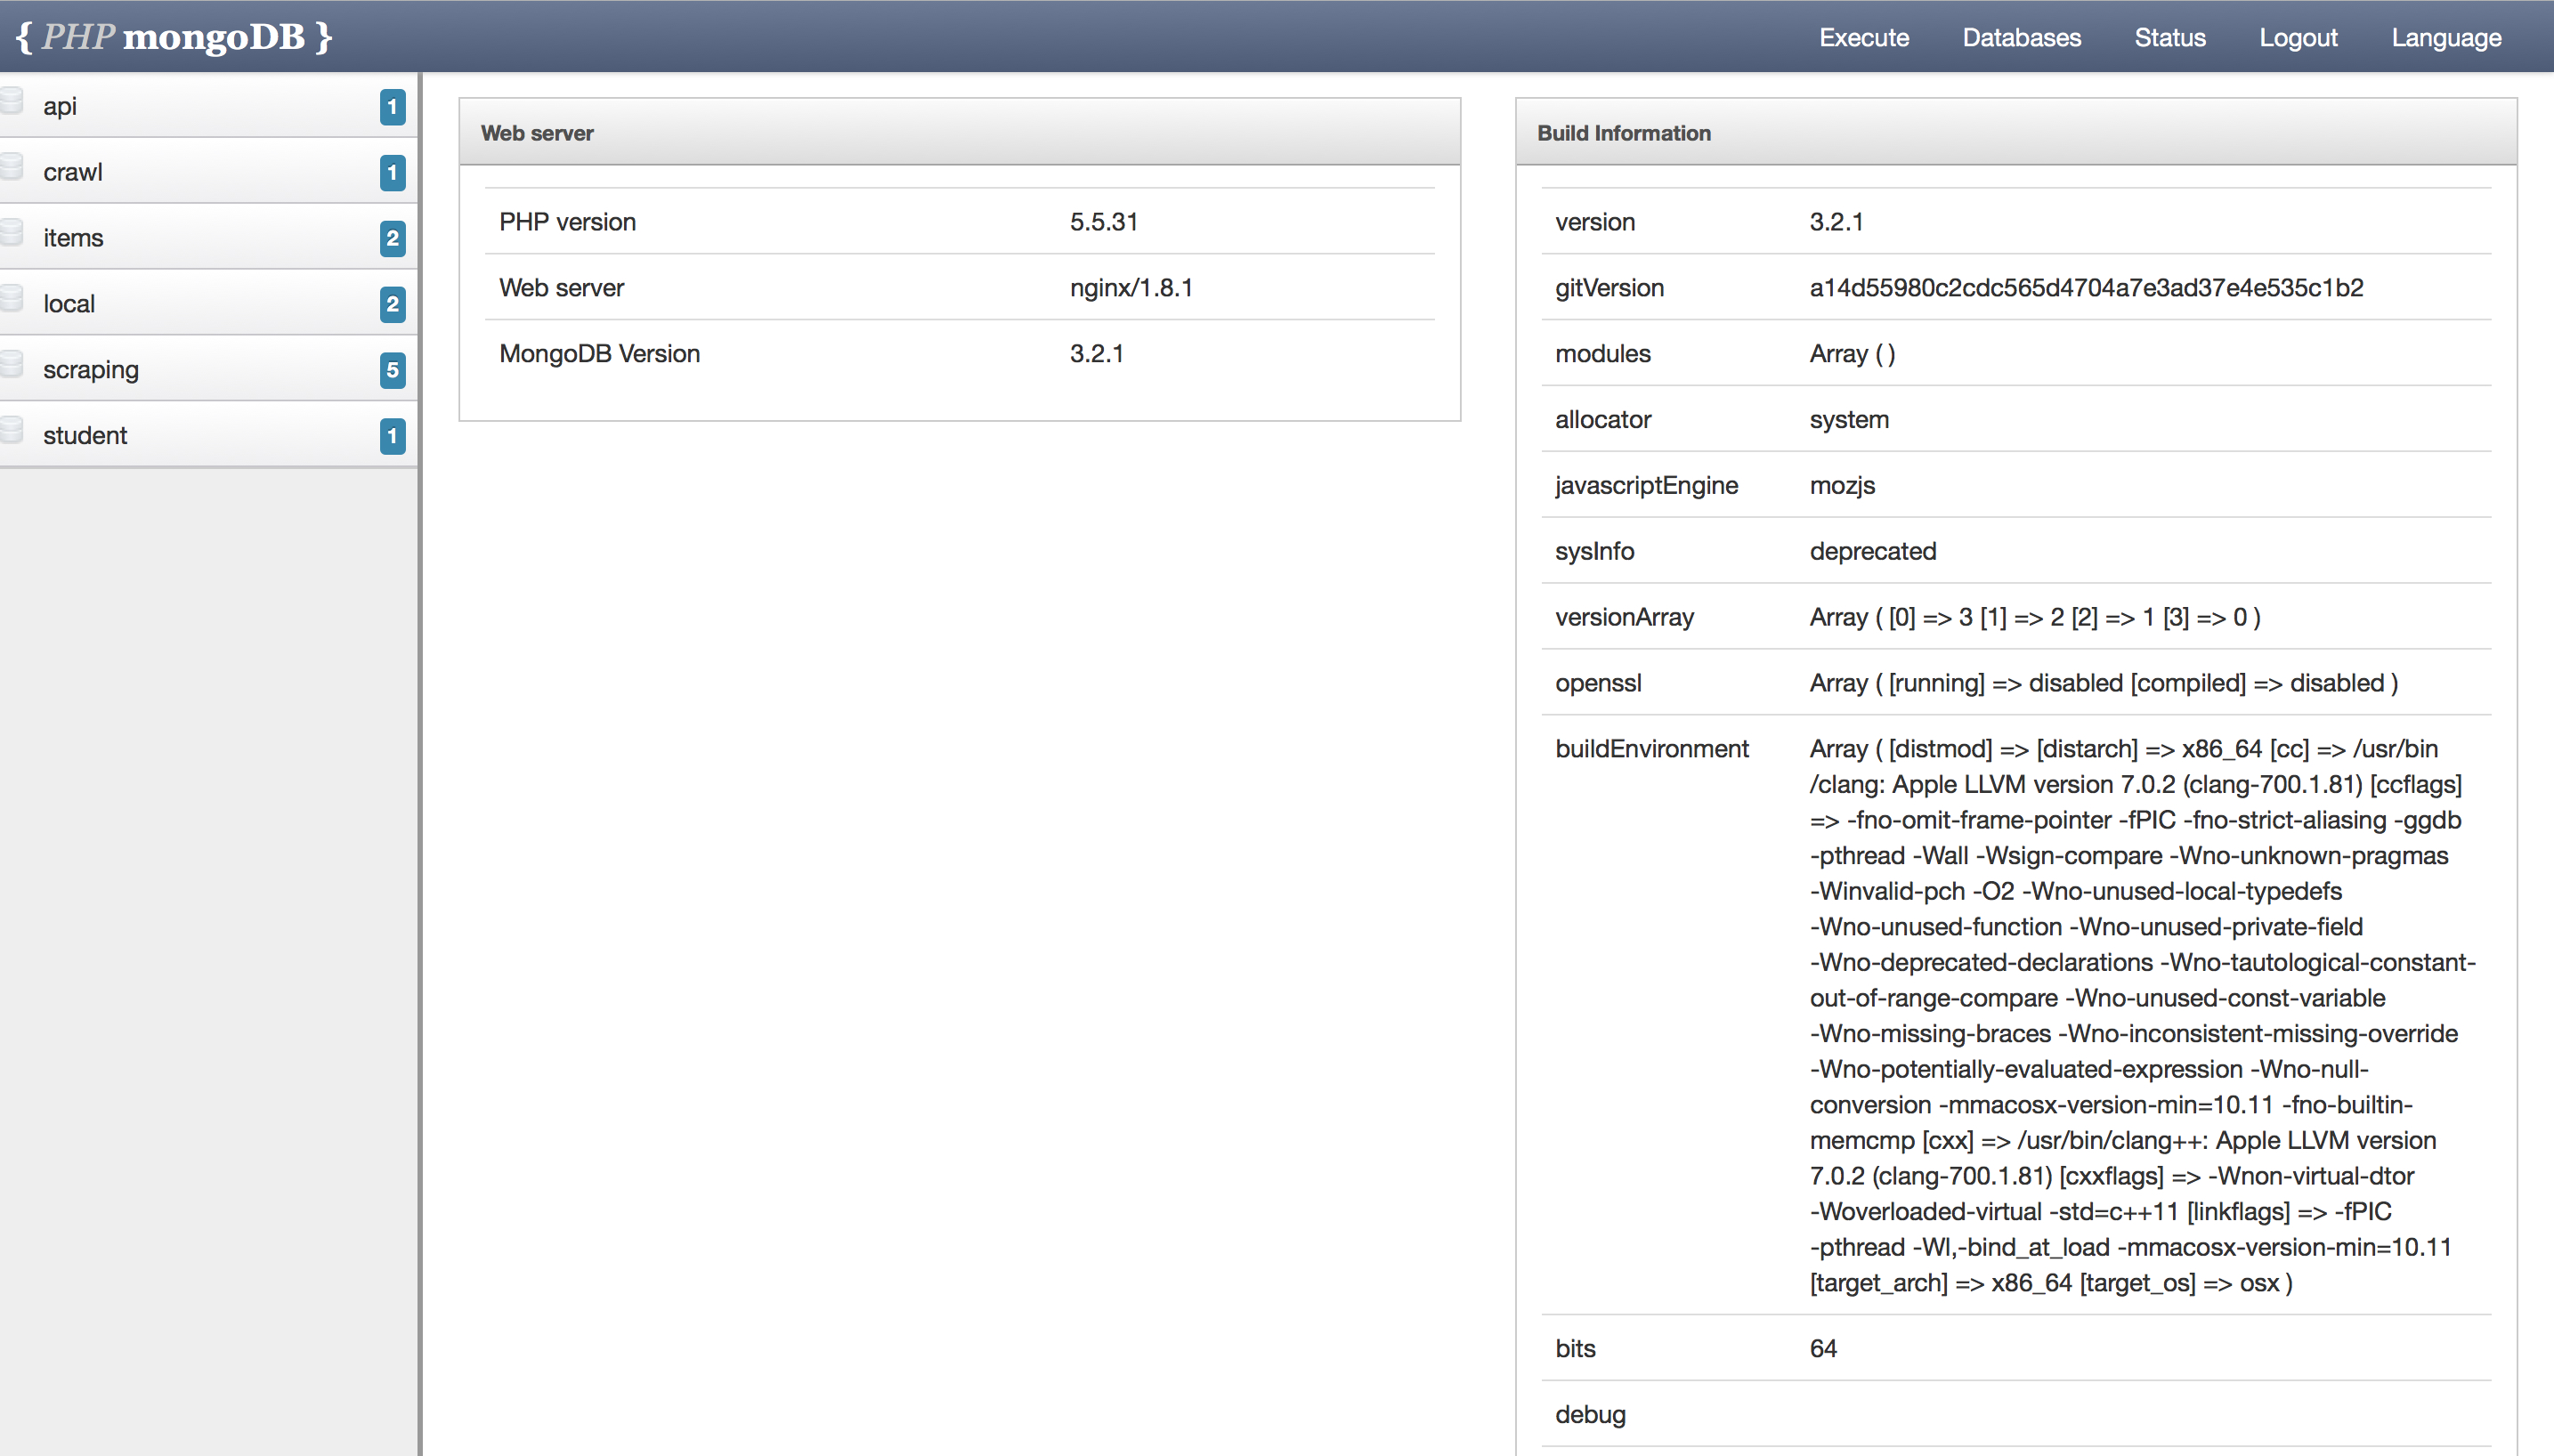 { PHP mongoDB }
Execute Databases Status Logout Language
api 1
crawl 1
items 2
local 2
scraping 5
student 1
Web server
PHP version 5.5.31
Web server nginx/1.8.1
MongoDB Version 3.2.1
Build Information
version 3.2.1
gitVersion a14d55980c2cdc565d4704a7e3ad37e4e535c1b2
modules Array ( )
allocator system
javascriptEngine mozjs
sysInfo deprecated
versionArray Array ( [0] => 3 [1] => 2 [2] => 1 [3] => 0 )
openssl Array ( [running] => disabled [compiled] => disabled )
buildEnvironment Array ( [distmod] => [distarch] => x86_64 [cc] => /usr/bin
/clang: Apple LLVM version 7.0.2 (clang-700.1.81) [ccflags]
=> -fno-omit-frame-pointer -fPIC -fno-strict-aliasing -ggdb
-pthread -Wall -Wsign-compare -Wno-unknown-pragmas
-Winvalid-pch -O2 -Wno-unused-local-typedefs
-Wno-unused-function -Wno-unused-private-field
-Wno-deprecated-declarations -Wno-tautological-constant-
out-of-range-compare -Wno-unused-const-variable
-Wno-missing-braces -Wno-inconsistent-missing-override
-Wno-potentially-evaluated-expression -Wno-null-
conversion -mmacosx-version-min=10.11 -fno-builtin-
memcmp [cxx] => /usr/bin/clang++: Apple LLVM version
7.0.2 (clang-700.1.81) [cxxflags] => -Wnon-virtual-dtor
-Woverloaded-virtual -std=c++11 [linkflags] => -fPIC
-pthread -Wl,-bind_at_load -mmacosx-version-min=10.11
[target_arch] => x86_64 [target_os] => osx )
bits 64
debug